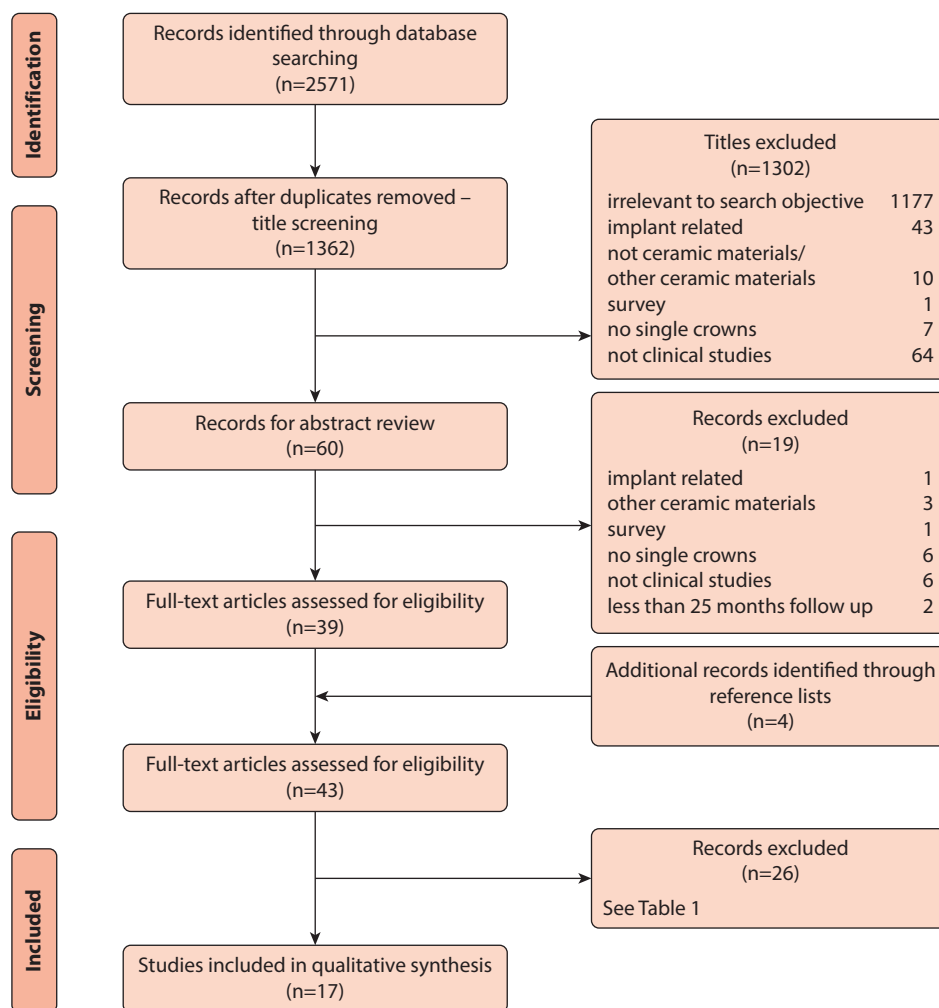 Identification
Records identified through database
searching
(n=2571)
Screening
Records after duplicates removed –
title screening
(n=1362)
Titles excluded
(n=1302)
irrelevant to search objective 1177
implant related 43
not ceramic materials/
other ceramic materials 10
survey 1
no single crowns 7
not clinical studies 64
Records for abstract review
(n=60)
Records excluded
(n=19)
implant related 1
other ceramic materials 3
survey 1
no single crowns 6
not clinical studies 6
less than 25 months follow up 2
Eligibility
Full-text articles assessed for eligibility
(n=39)
Additional records identified through
reference lists
(n=4)
Full-text articles assessed for eligibility
(n=43)
Included
Records excluded
(n=26)
See Table 1
Studies included in qualitative synthesis
(n=17)